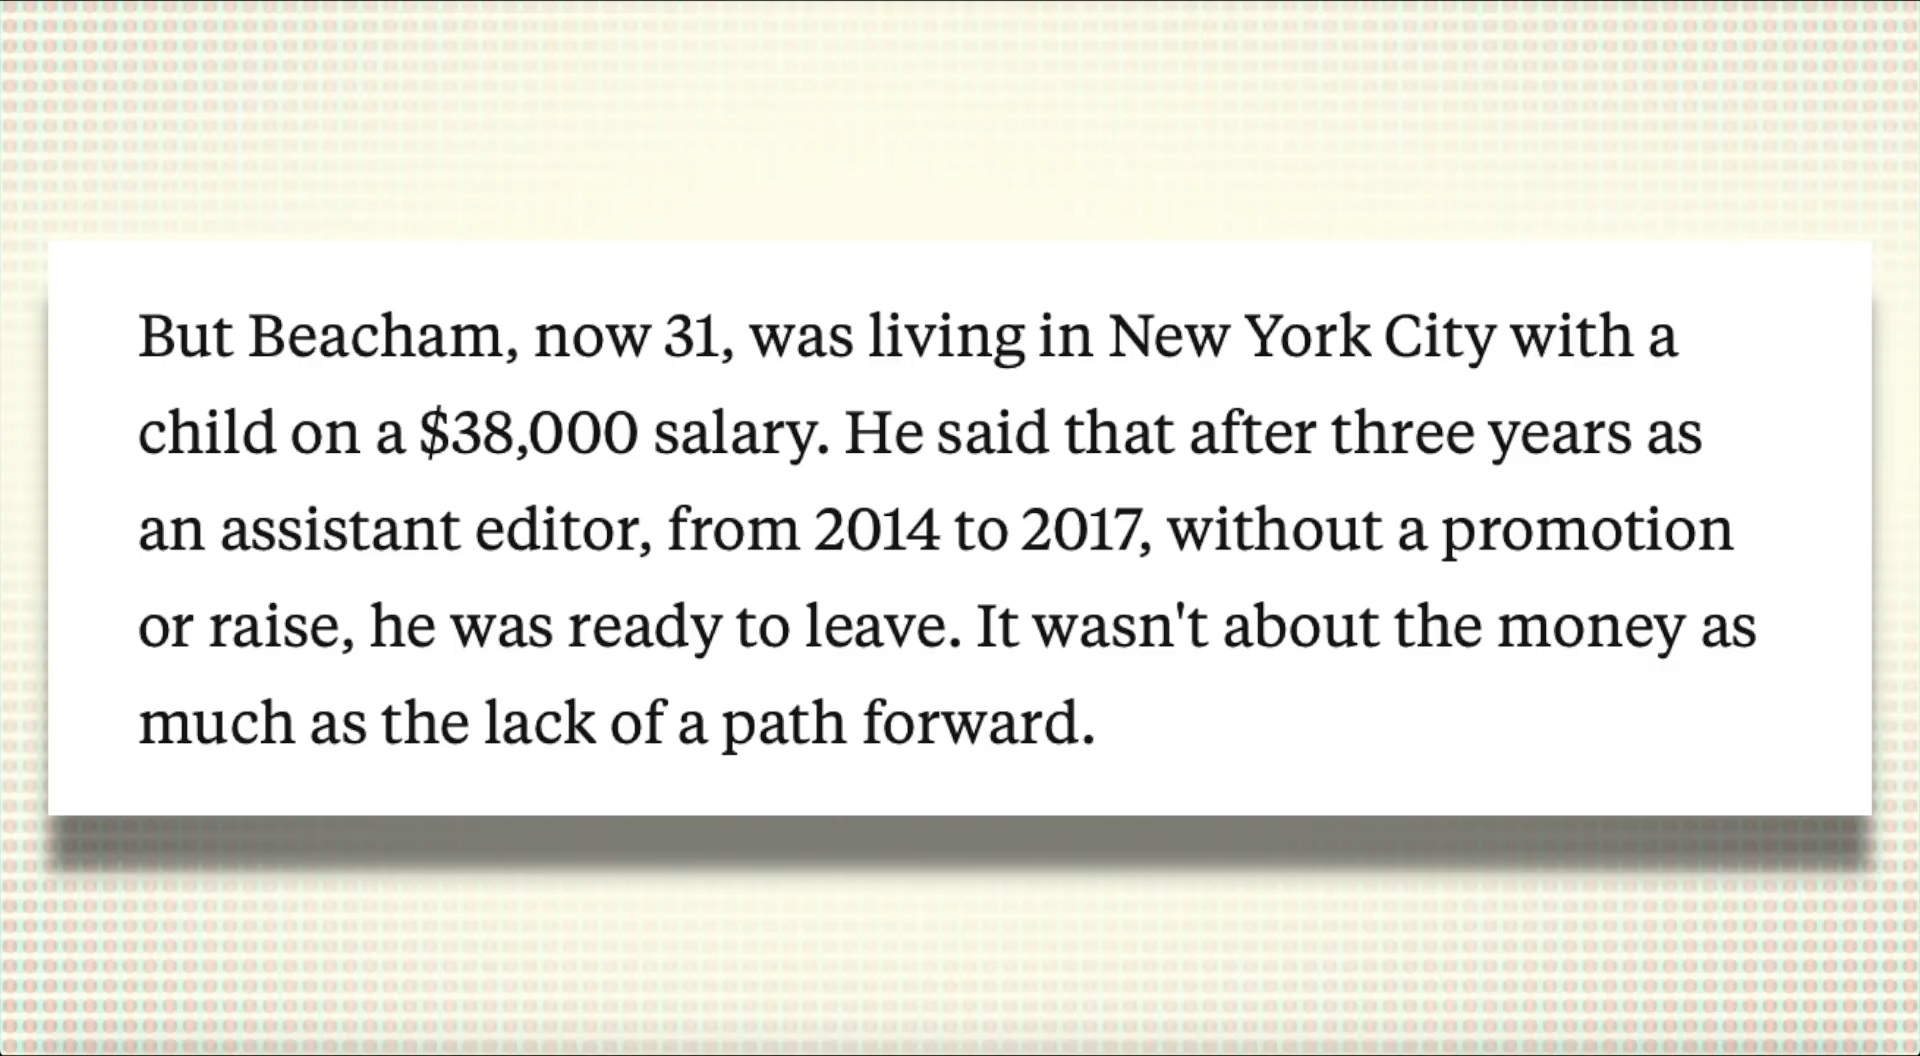 But Beacham, now 31, was living in New York City with a
child on a $38,000 salary. He said that after three years as
an assistant editor, from 2014 to 2017, without a promotion
or raise, he was ready to leave. It wasn't about the money as
much as the lack of a path forward.